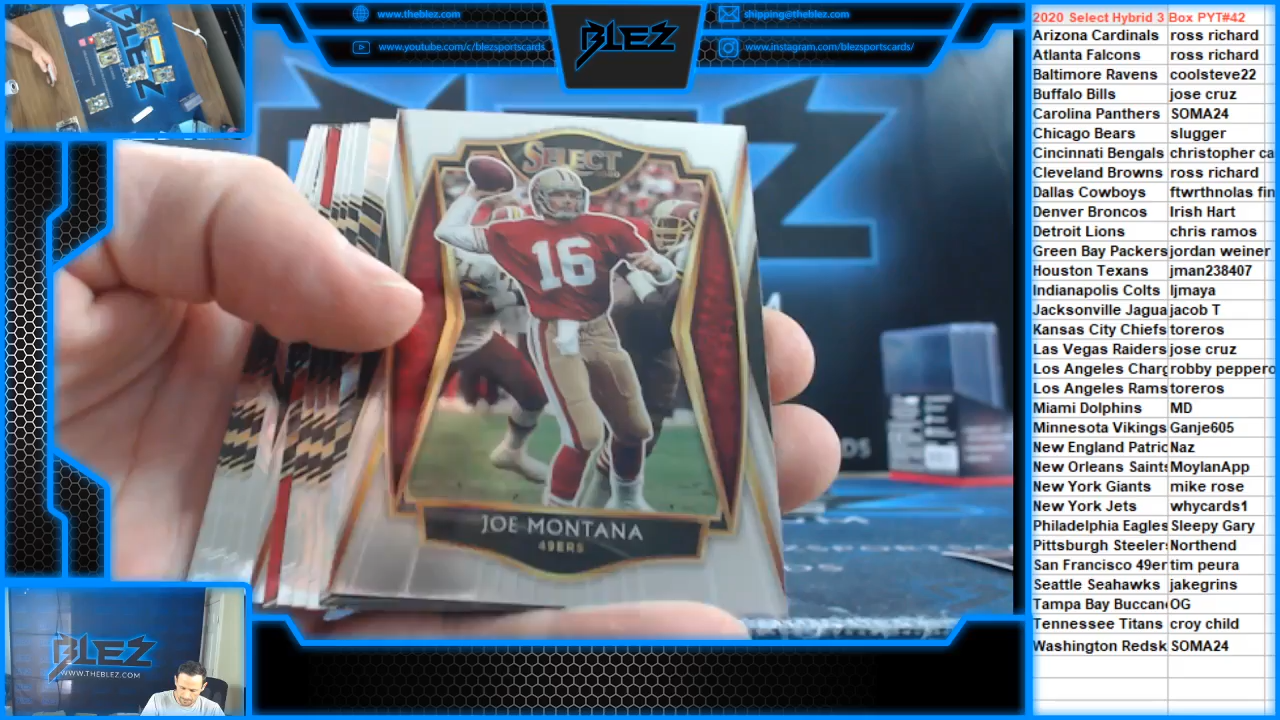 www.theblez.com
shipping@theblez.com
www.youtube.com/c/blezsportscards
BLEZ
www.instagram.com/blezsportscards/
SELECT
16
JOE MONTANA
49ERS
BLEZ
WWW.THEBLEZ.COM
2020 Select Hybrid 3 Box PYT#42
Arizona Cardinals ross richard
Atlanta Falcons ross richard
Baltimore Ravens coolsteve22
Buffalo Bills jose cruz
Carolina Panthers SOMA24
Chicago Bears slugger
Cincinnati Bengals christopher ca
Cleveland Browns ross richard
Dallas Cowboys ftwrthnolas fin
Denver Broncos Irish Hart
Detroit Lions chris ramos
Green Bay Packers jordan weiner
Houston Texans jman238407
Indianapolis Colts ljmaya
Jacksonville Jagua jacob T
Kansas City Chiefs toreros
Las Vegas Raiders jose cruz
Los Angeles Charg robby peppero
Los Angeles Rams toreros
Miami Dolphins MD
Minnesota Vikings Ganje605
New England Patric Naz
New Orleans Saints MoylanApp
New York Giants mike rose
New York Jets whycards1
Philadelphia Eagles Sleepy Gary
Pittsburgh Steelers Northend
San Francisco 49er tim peura
Seattle Seahawks jakegrins
Tampa Bay Buccan OG
Tennessee Titans croy child
Washington Redsk SOMA24